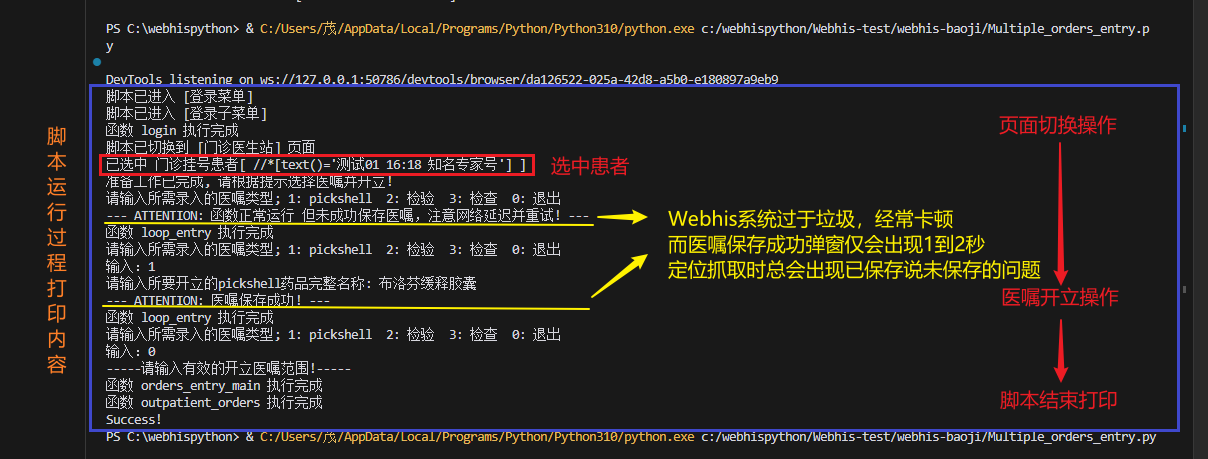 PS C:\webhispython> & C:/Users/茂/AppData/Local/Programs/Python/Python310/python.exe c:/webhispython/Webhis-test/webhis-baoji/Multiple_orders_entry.p
y
DevTools listening on ws://127.0.0.1:50786/devtools/browser/da126522-025a-42d8-a5b0-e180897a9eb9
脚本已进入 [登录菜单]
脚本已进入 [登录子菜单]
函数 login 执行完成
脚本已切换到 [门诊医生站] 页面
已选中 门诊挂号患者[ //*[text()='测试01 16:18 知名专家号'] ]
准备工作已完成, 请根据提示选择医嘱并开立!
请输入所需录入的医嘱类型; 1: pickshell 2: 检验 3: 检查 0: 退出
--- ATTENTION: 函数正常运行 但未成功保存医嘱, 注意网络延迟并重试! ---
函数 loop_entry 执行完成
请输入所需录入的医嘱类型; 1: pickshell 2: 检验 3: 检查 0: 退出
输入: 1
请输入所要开立的pickshell药品完整名称: 布洛芬缓释胶囊
--- ATTENTION: 医嘱保存成功! ---
函数 loop_entry 执行完成
请输入所需录入的医嘱类型; 1: pickshell 2: 检验 3: 检查 0: 退出
输入: 0
-----请输入有效的开立医嘱范围!-----
函数 orders_entry_main 执行完成
函数 outpatient_orders 执行完成
Success!
PS C:\webhispython> & C:/Users/茂/AppData/Local/Programs/Python/Python310/python.exe c:/webhispython/Webhis-test/webhis-baoji/Multiple_orders_entry.py
脚本运行过程打印内容
选中患者
Webhis系统过于垃圾，经常卡顿
而医嘱保存成功弹窗仅会出现1到2秒
定位抓取时总会出现已保存说未保存的问题
页面切换操作
医嘱开立操作
脚本结束打印